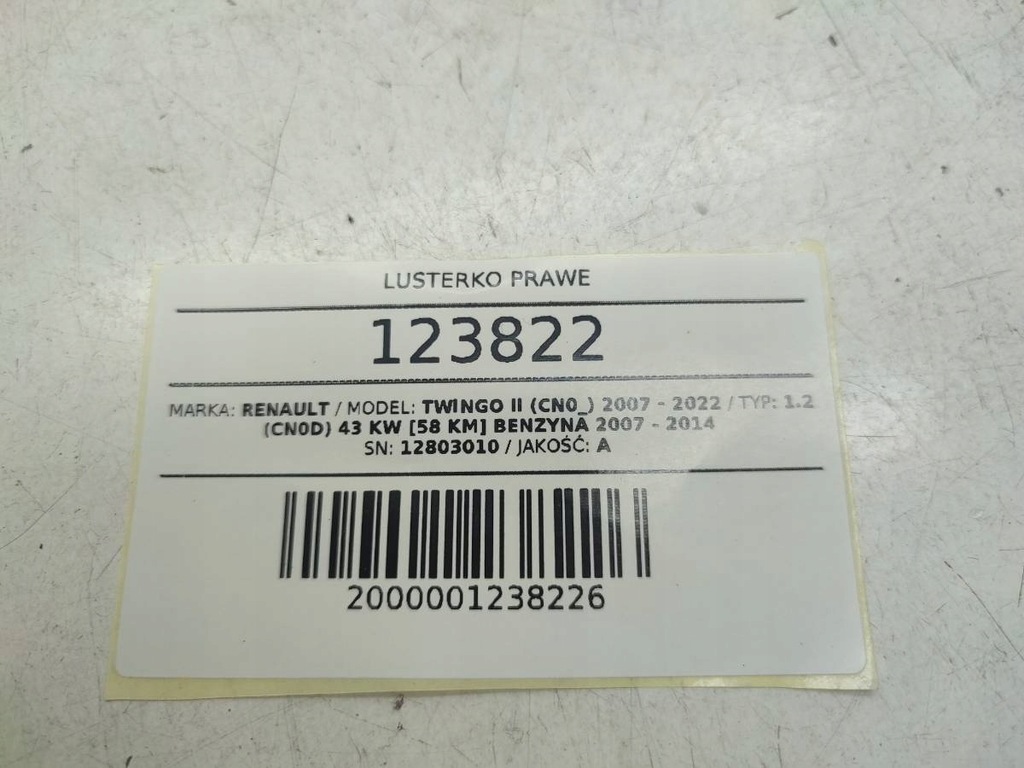 LUSTERKO PRAWE
123822
MARKA: RENAULT / MODEL: TWINGO II (CN0_) 2007 - 2022 / TYP: 1.2
(CN0D) 43 KW [58 KM] BENZYNA 2007 - 2014
SN: 12803010 / JAKOŚĆ: A
2000001238226